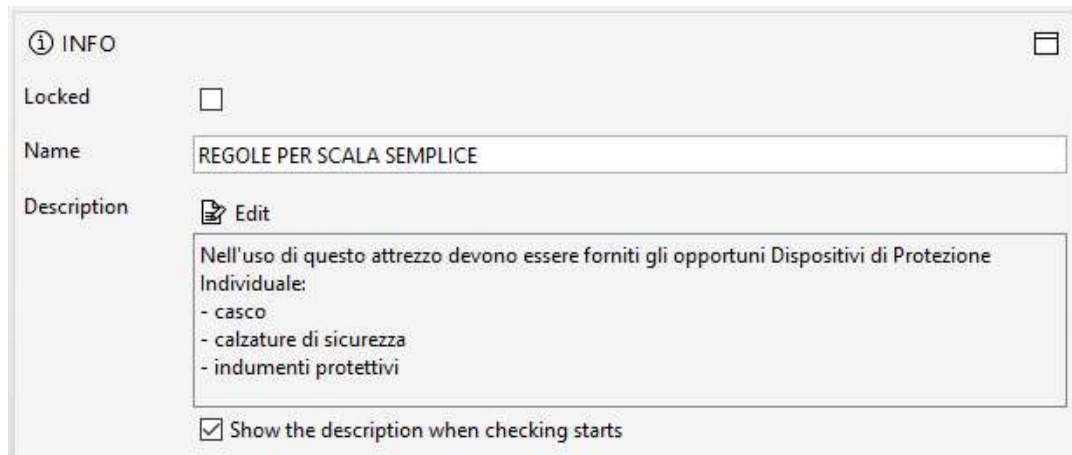 INFO
Locked
Name
REGOLE PER SCALA SEMPLICE
Description
Edit
Nell'uso di questo attrezzo devono essere forniti gli opportuni Dispositivi di Protezione
Individuale:
- casco
- calzature di sicurezza
- indumenti protettivi
Show the description when checking starts